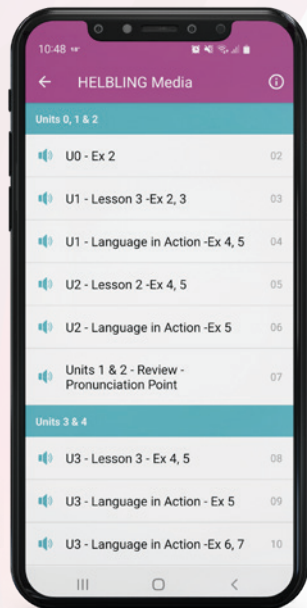 10:48
HELBLING Media
Units 0, 1 & 2
U0 - Ex 2 02
U1 - Lesson 3 -Ex 2, 3 03
U1 - Language in Action -Ex 4, 5 04
U2 - Lesson 2 -Ex 4, 5 05
U2 - Language in Action -Ex 5 06
Units 1 & 2 - Review -
Pronunciation Point 07
Units 3 & 4
U3 - Lesson 3 - Ex 4, 5 08
U3 - Language in Action - Ex 5 09
U3 - Language in Action -Ex 6, 7 10